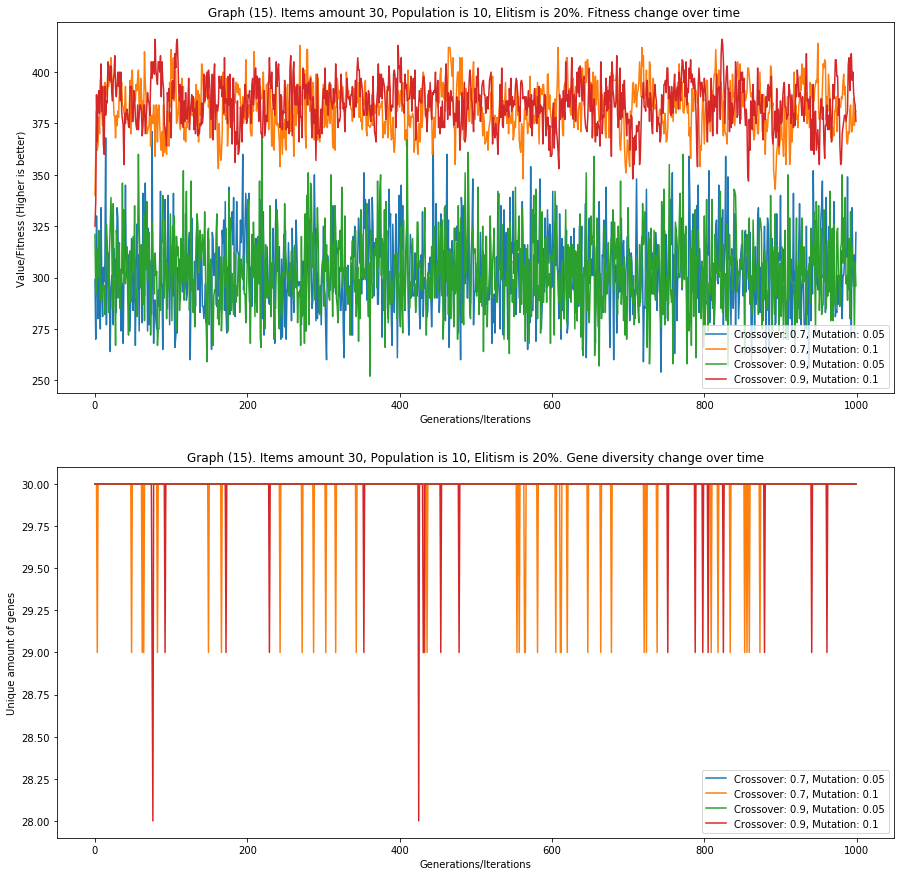 Graph (15). Items amount 30, Population is 10, Elitism is 20%. Fitness change over time
Value/Fitness (Higher is better)
400
375
350
325
300
275
250
0
200
400
600
800
1000
Generations/Iterations
Crossover: 0.7, Mutation: 0.05
Crossover: 0.7, Mutation: 0.1
Crossover: 0.9, Mutation: 0.05
Crossover: 0.9, Mutation: 0.1
Graph (15). Items amount 30, Population is 10, Elitism is 20%. Gene diversity change over time
Unique amount of genes
30.00
29.75
29.50
29.25
29.00
28.75
28.50
28.25
28.00
0
200
400
600
800
1000
Generations/Iterations
Crossover: 0.7, Mutation: 0.05
Crossover: 0.7, Mutation: 0.1
Crossover: 0.9, Mutation: 0.05
Crossover: 0.9, Mutation: 0.1